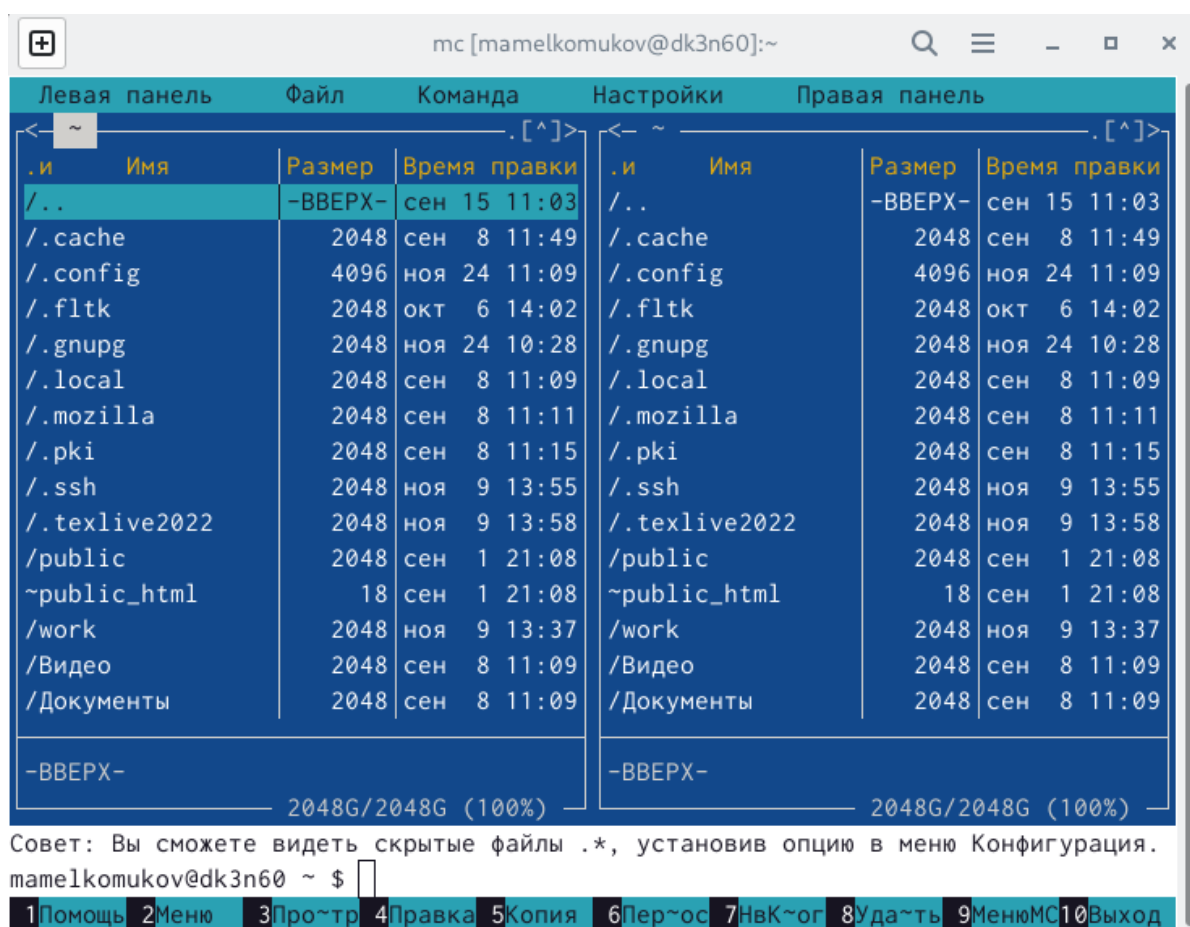 mc [mamelkomukov@dk3n60]:~
Левая панель Файл Команда Настройки Правая панель
<— ~ .[^]> <— ~ .[^]>
.и Имя Размер Время правки .и Имя Размер Время правки
/.. -ВВЕРХ- сен 15 11:03 /.. -ВВЕРХ- сен 15 11:03
/.cache 2048 сен 8 11:49 /.cache 2048 сен 8 11:49
/.config 4096 ноя 24 11:09 /.config 4096 ноя 24 11:09
/.fltk 2048 окт 6 14:02 /.fltk 2048 окт 6 14:02
/.gnupg 2048 ноя 24 10:28 /.gnupg 2048 ноя 24 10:28
/.local 2048 сен 8 11:09 /.local 2048 сен 8 11:09
/.mozilla 2048 сен 8 11:11 /.mozilla 2048 сен 8 11:11
/.pki 2048 сен 8 11:15 /.pki 2048 сен 8 11:15
/.ssh 2048 ноя 9 13:55 /.ssh 2048 ноя 9 13:55
/.texlive2022 2048 ноя 9 13:58 /.texlive2022 2048 ноя 9 13:58
/public 2048 сен 1 21:08 /public 2048 сен 1 21:08
~public_html 18 сен 1 21:08 ~public_html 18 сен 1 21:08
/work 2048 ноя 9 13:37 /work 2048 ноя 9 13:37
/Видео 2048 сен 8 11:09 /Видео 2048 сен 8 11:09
/Документы 2048 сен 8 11:09 /Документы 2048 сен 8 11:09
-ВВЕРХ- -ВВЕРХ-
2048G/2048G (100%) 2048G/2048G (100%)
Совет: Вы сможете видеть скрытые файлы .*, установив опцию в меню Конфигурация.
mamelkomukov@dk3n60 ~ $
1Помощь 2Меню 3Про~тр 4Правка 5Копия 6Пер~ос 7НвК~ог 8Уда~ть 9МенюMC 10Выход